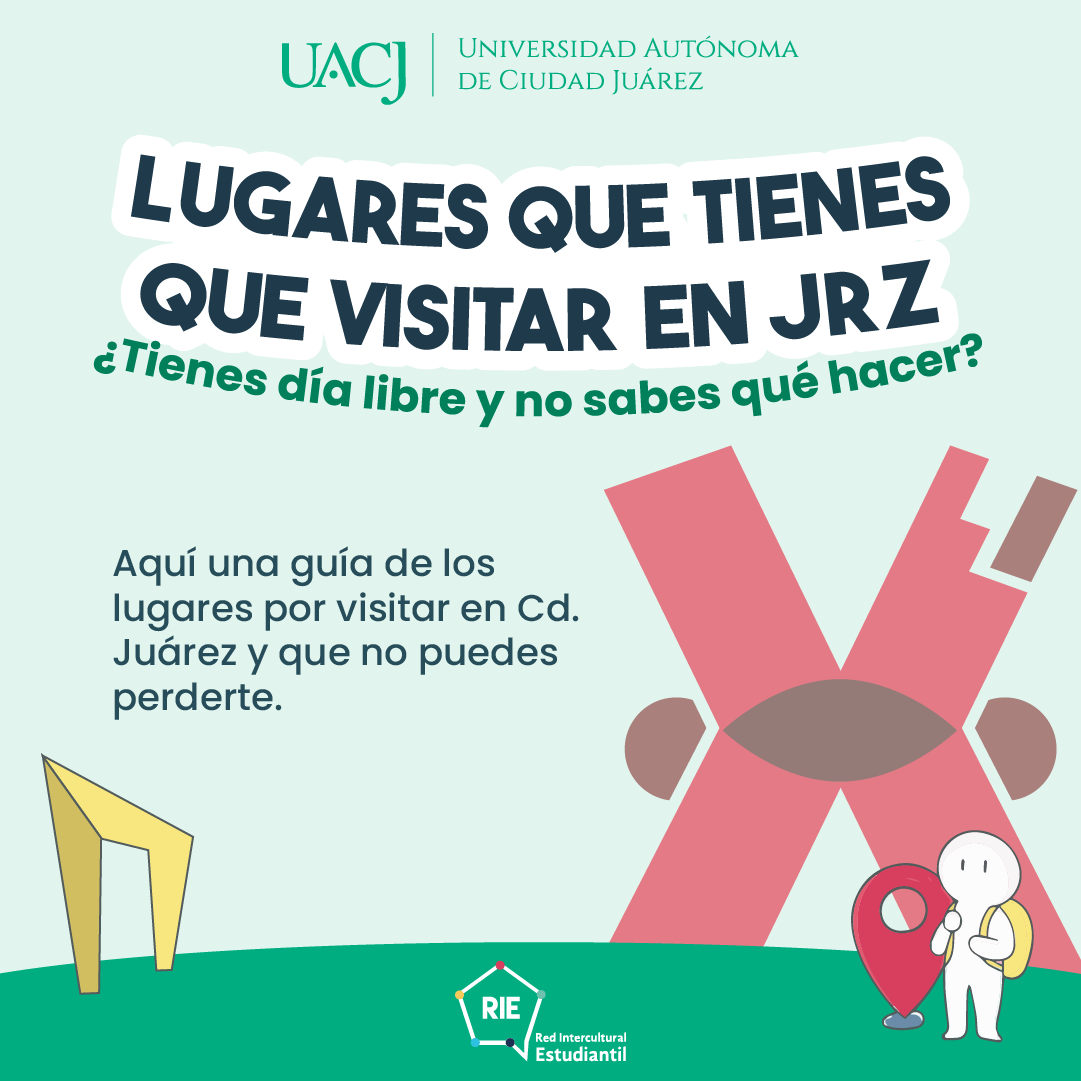 UACJ
UNIVERSIDAD AUTÓNOMA
DE CIUDAD JUÁREZ
LUGARES QUE TIENES
QUE VISITAR EN JRZ
¿Tienes día libre y no sabes qué hacer?
Aquí una guía de los
lugares por visitar en Cd.
Juárez y que no puedes
perderte.
RIE
Red Intercultural
Estudiantil